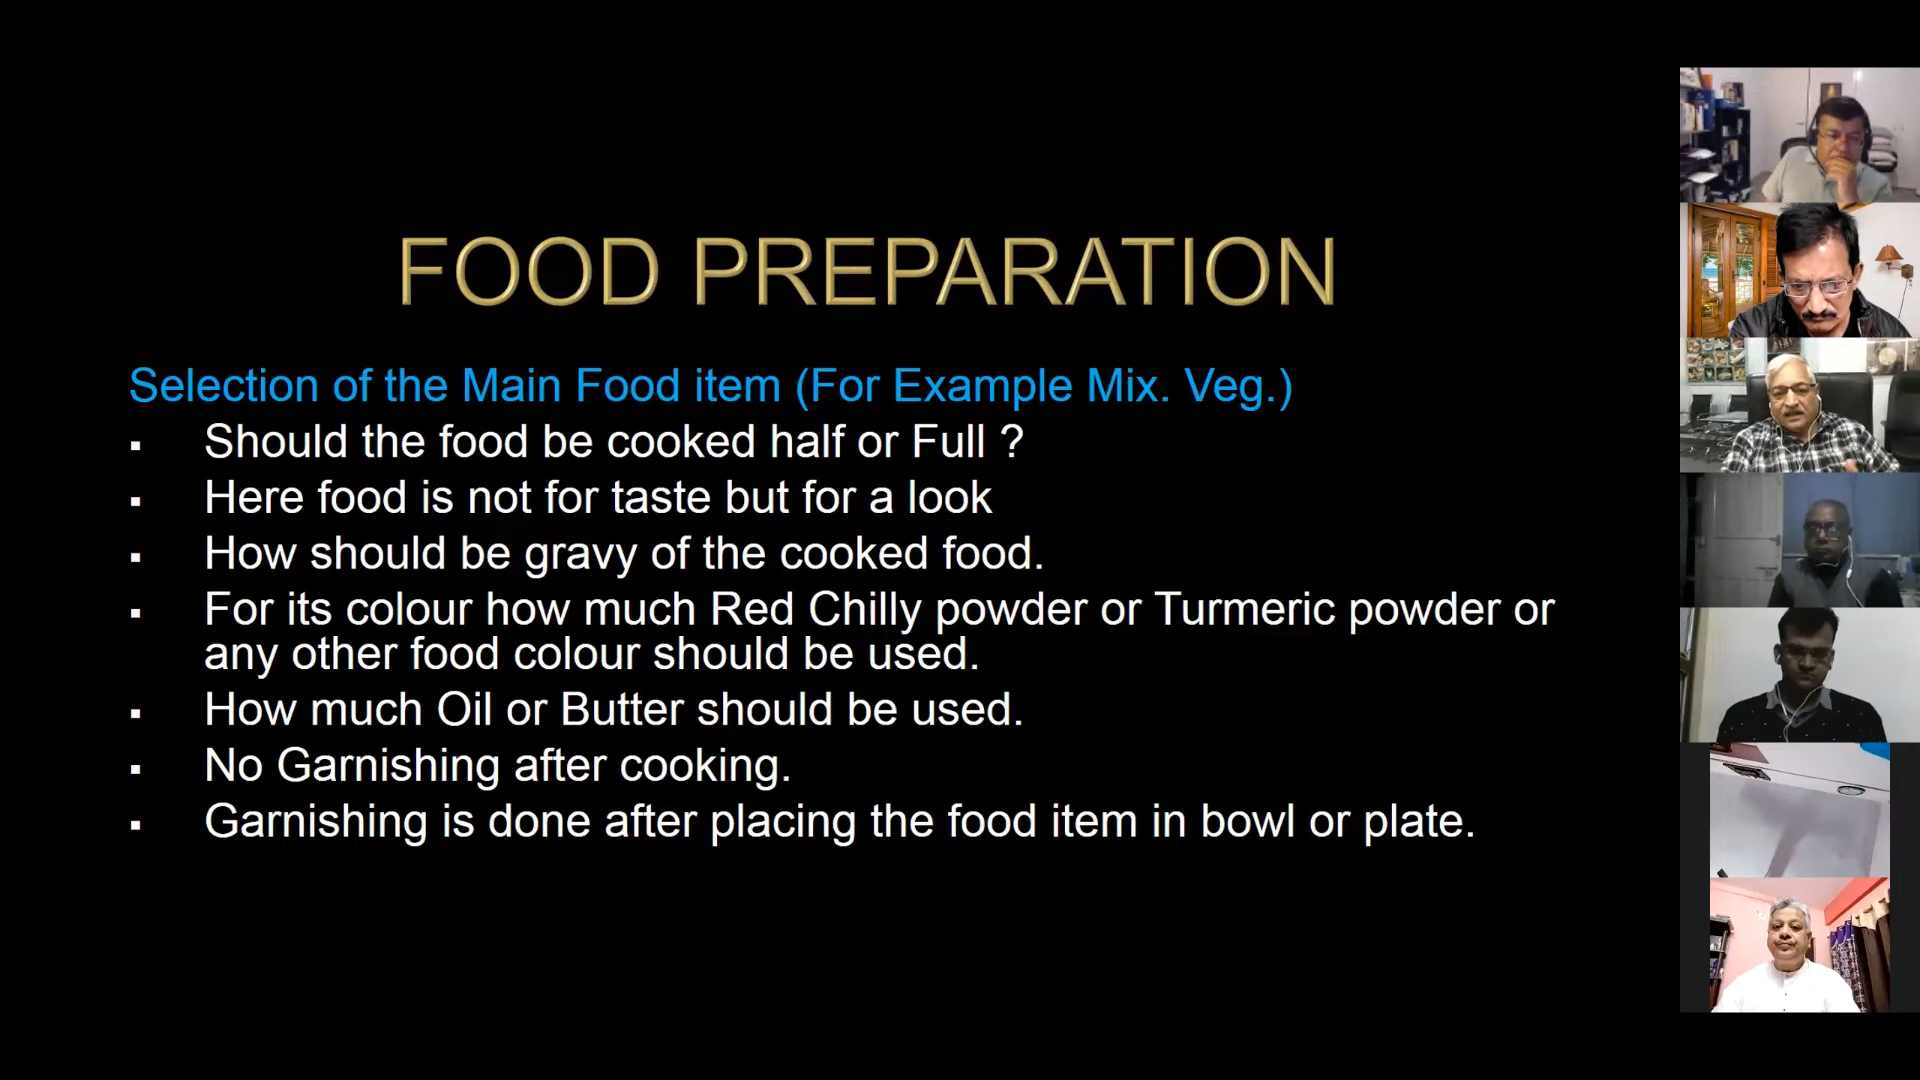 FOOD PREPARATION
Selection of the Main Food item (For Example Mix. Veg.)
▪ Should the food be cooked half or Full ?
▪ Here food is not for taste but for a look
▪ How should be gravy of the cooked food.
▪ For its colour how much Red Chilly powder or Turmeric powder or
any other food colour should be used.
▪ How much Oil or Butter should be used.
▪ No Garnishing after cooking.
▪ Garnishing is done after placing the food item in bowl or plate.